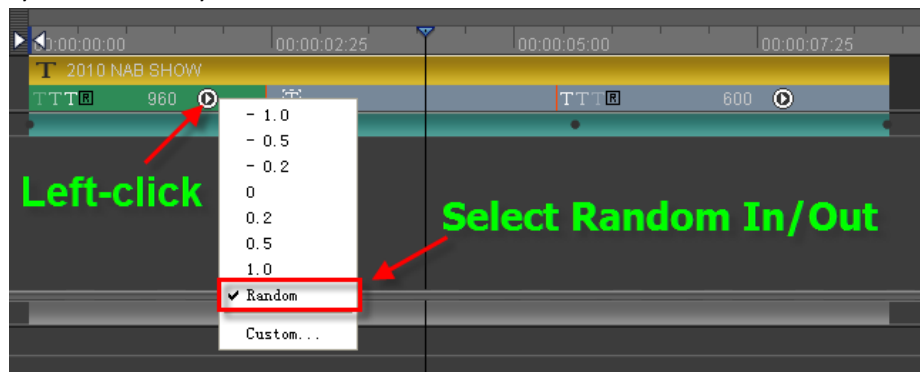 00:00:00:00 00:00:02:25 00:00:05:00 00:00:07:25
T 2010 NAB SHOW
TTT R 960 T TTT R 600
- 1.0
- 0.5
- 0.2
0
0.2
0.5
1.0
✓ Random
Custom...
Left-click
Select Random In/Out